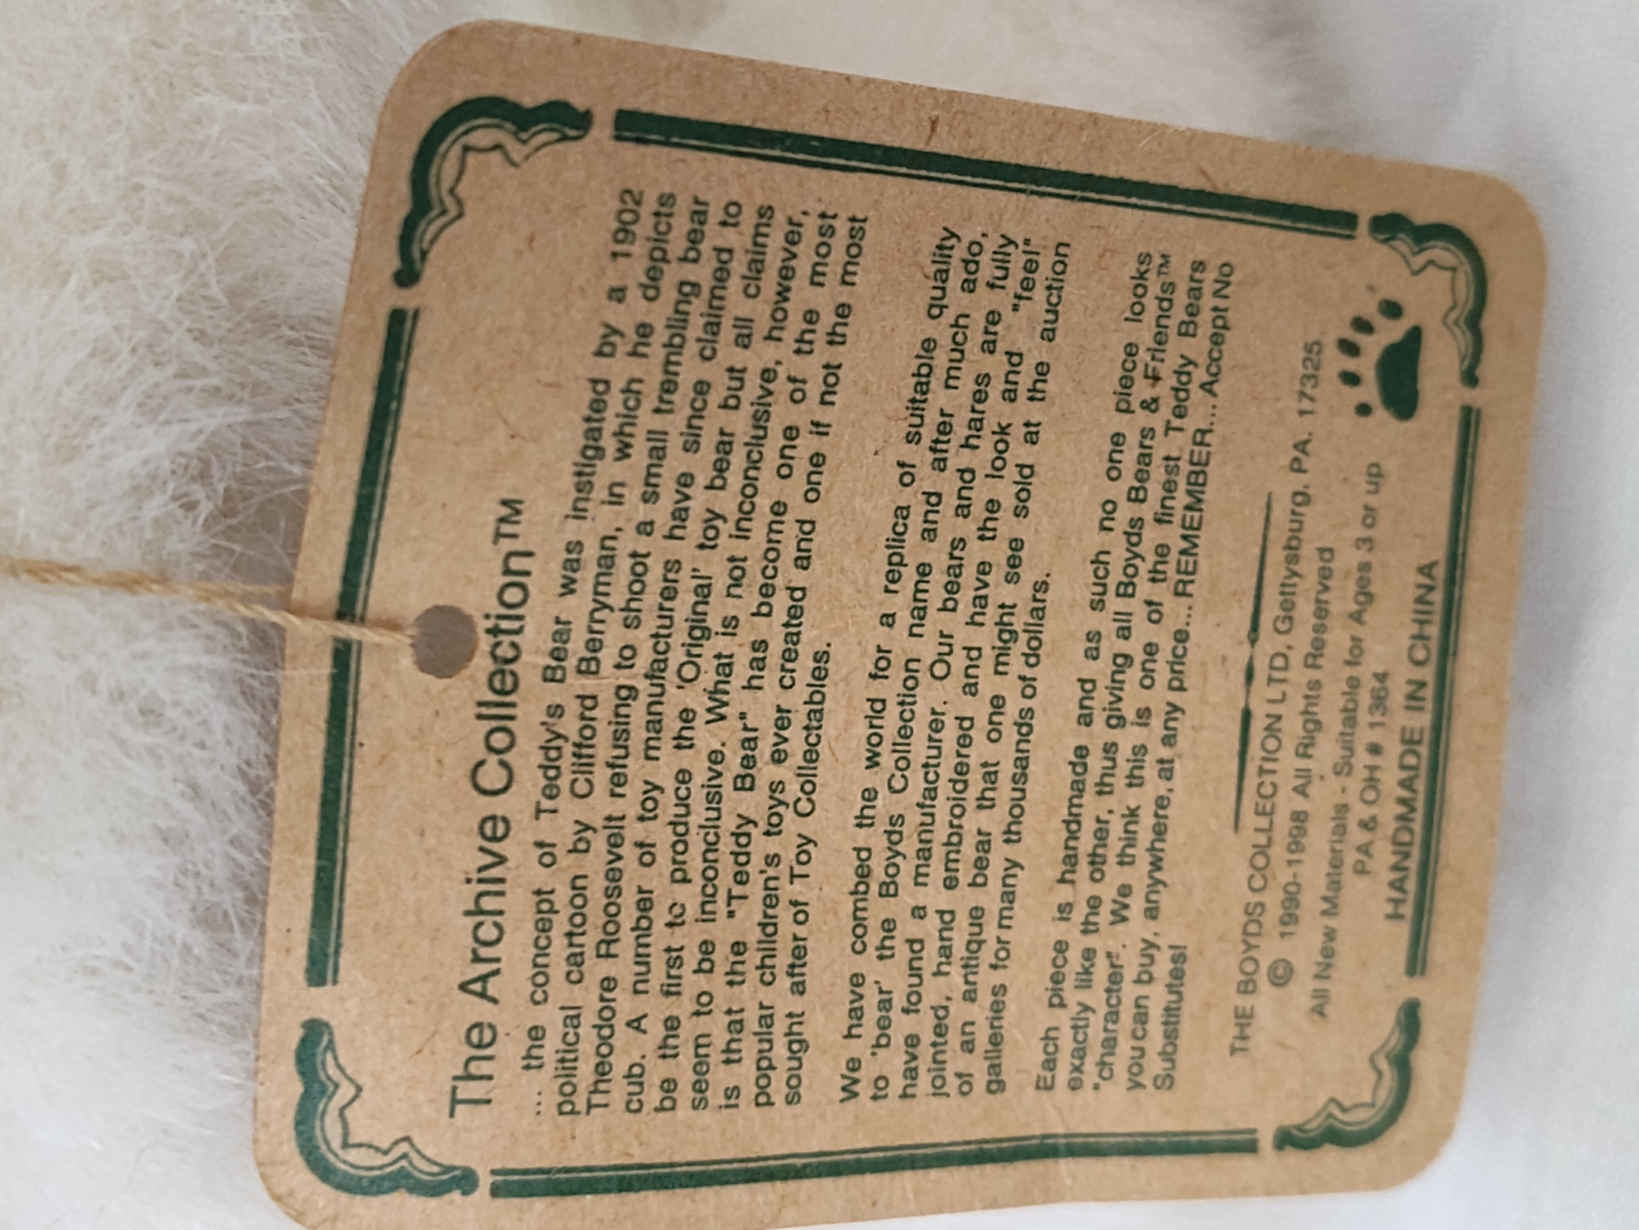 The Archive Collection™
... the concept of Teddy's Bear was instigated by a 1902
political cartoon by Clifford Berryman, in which he depicts
Theodore Roosevelt refusing to shoot a small trembling bear
cub. A number of toy manufacturers have since claimed to
be the first to produce the 'Original' toy bear but all claims
seem to be inconclusive. What is not inconclusive, however,
is that the "Teddy Bear" has become one of the most
popular children's toys ever created and one if not the most
sought after of Toy Collectables.
We have combed the world for a replica of suitable quality
to 'bear' the Boyds Collection name and after much ado,
have found a manufacturer. Our bears and hares are fully
jointed, hand embroidered and have the look and "feel"
of an antique bear that one might see sold at the auction
galleries for many thousands of dollars.
Each piece is handmade and as such no one piece looks
exactly like the other, thus giving all Boyds Bears & Friends™
"character". We think this is one of the finest Teddy Bears
you can buy, anywhere, at any price... REMEMBER... Accept No
Substitutes!
THE BOYDS COLLECTION LTD, Gettysburg, PA. 17325
© 1990-1998 All Rights Reserved
All New Materials - Suitable for Ages 3 or up
PA & OH # 1364
HANDMADE IN CHINA